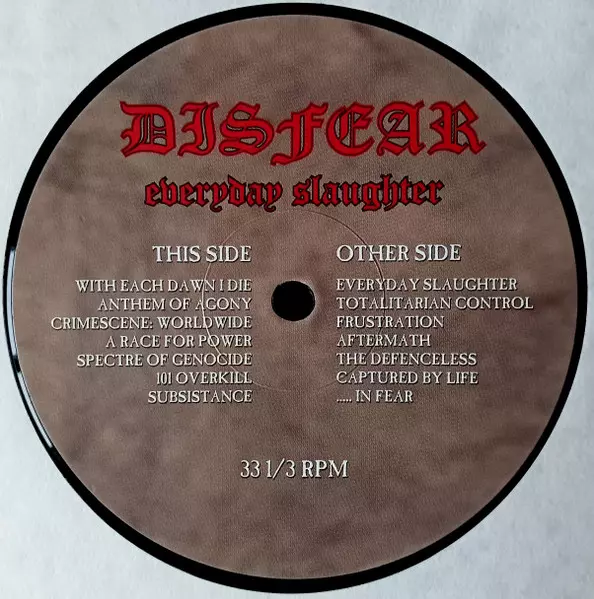 DISFEAR
everyday slaughter
THIS SIDE
WITH EACH DAWN I DIE
ANTHEM OF AGONY
CRIMESCENE: WORLDWIDE
A RACE FOR POWER
SPECTRE OF GENOCIDE
101 OVERKILL
SUBSISTANCE
OTHER SIDE
EVERYDAY SLAUGHTER
TOTALITARIAN CONTROL
FRUSTRATION
AFTERMATH
THE DEFENCELESS
CAPTURED BY LIFE
..... IN FEAR
33 1/3 RPM